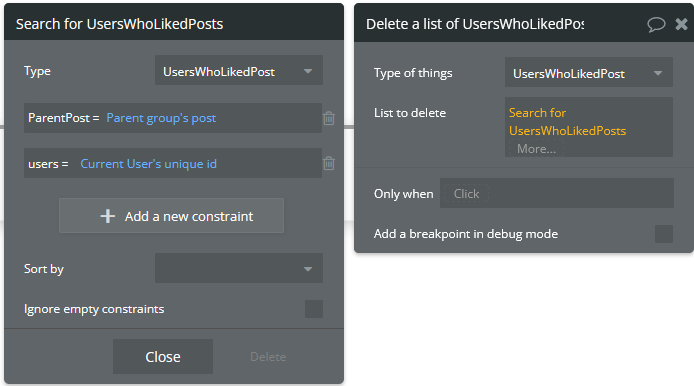 Search for UsersWhoLikedPosts
Type
UsersWhoLikedPost
ParentPost = Parent group's post
users = Current User's unique id
+ Add a new constraint
Sort by
Ignore empty constraints
Close
Delete
Delete a list of UsersWhoLikedPos
Type of things
UsersWhoLikedPost
List to delete
Search for
UsersWhoLikedPosts
More...
Only when
Click
Add a breakpoint in debug mode